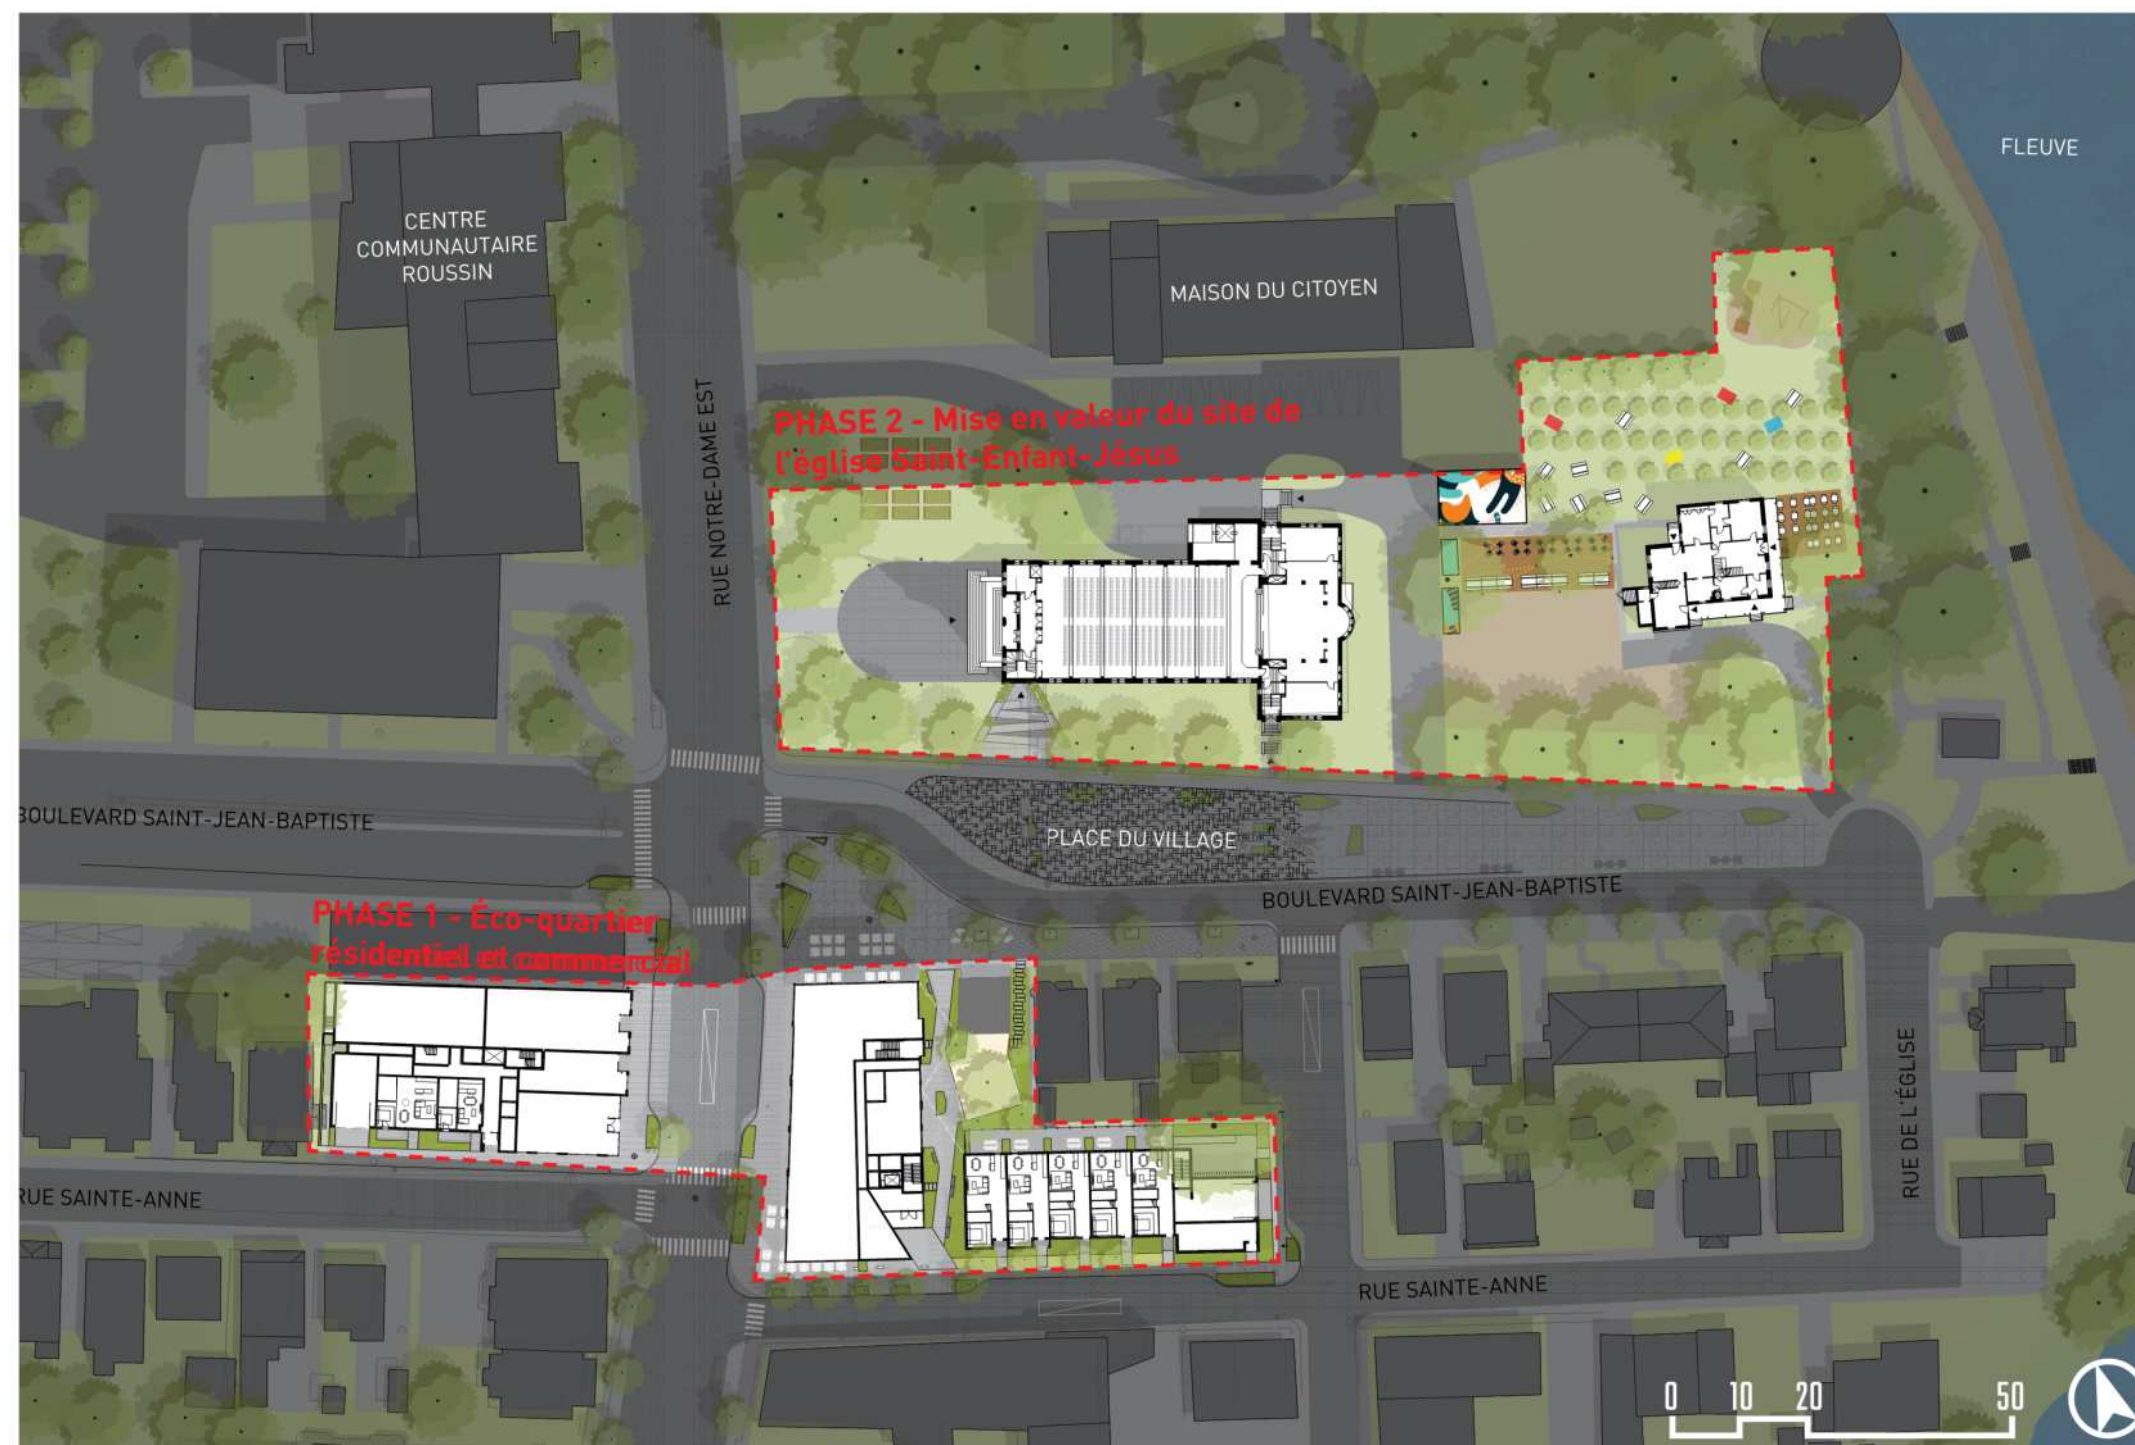 FLEUVE
CENTRE
COMMUNAUTAIRE
ROUSSIN
MAISON DU CITOYEN
RUE NOTRE-DAME EST
PHASE 2 - Mise en valeur du site de
l'église Saint-Enfant-Jésus
BOULEVARD SAINT-JEAN-BAPTISTE
PLACE DU VILLAGE
BOULEVARD SAINT-JEAN-BAPTISTE
PHASE 1 - Éco-quartier
résidentiel et commercial
RUE DE L'ÉGLISE
RUE SAINTE-ANNE
RUE SAINTE-ANNE
0 10 20 50